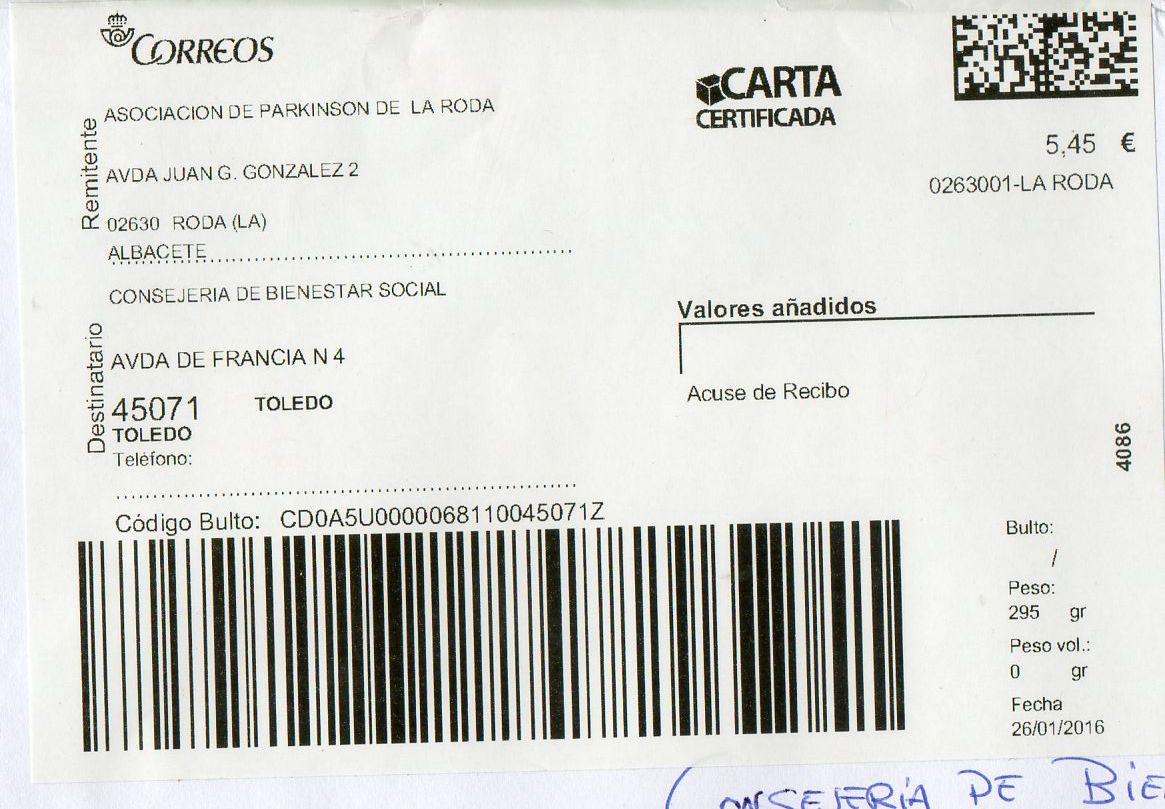 CORREOS
CARTA
CERTIFICADA
5,45 €
0263001-LA RODA
Remitente
ASOCIACION DE PARKINSON DE LA RODA
AVDA JUAN G. GONZALEZ 2
02630 RODA (LA)
ALBACETE
Destinatario
CONSEJERIA DE BIENESTAR SOCIAL
AVDA DE FRANCIA N 4
45071 TOLEDO
TOLEDO
Teléfono:
Valores añadidos
Acuse de Recibo
4086
Código Bulto: CD0A5U0000068110045071Z
Bulto:
/
Peso:
295 gr
Peso vol.:
0 gr
Fecha
26/01/2016
CONSEJERÍA DE BIE